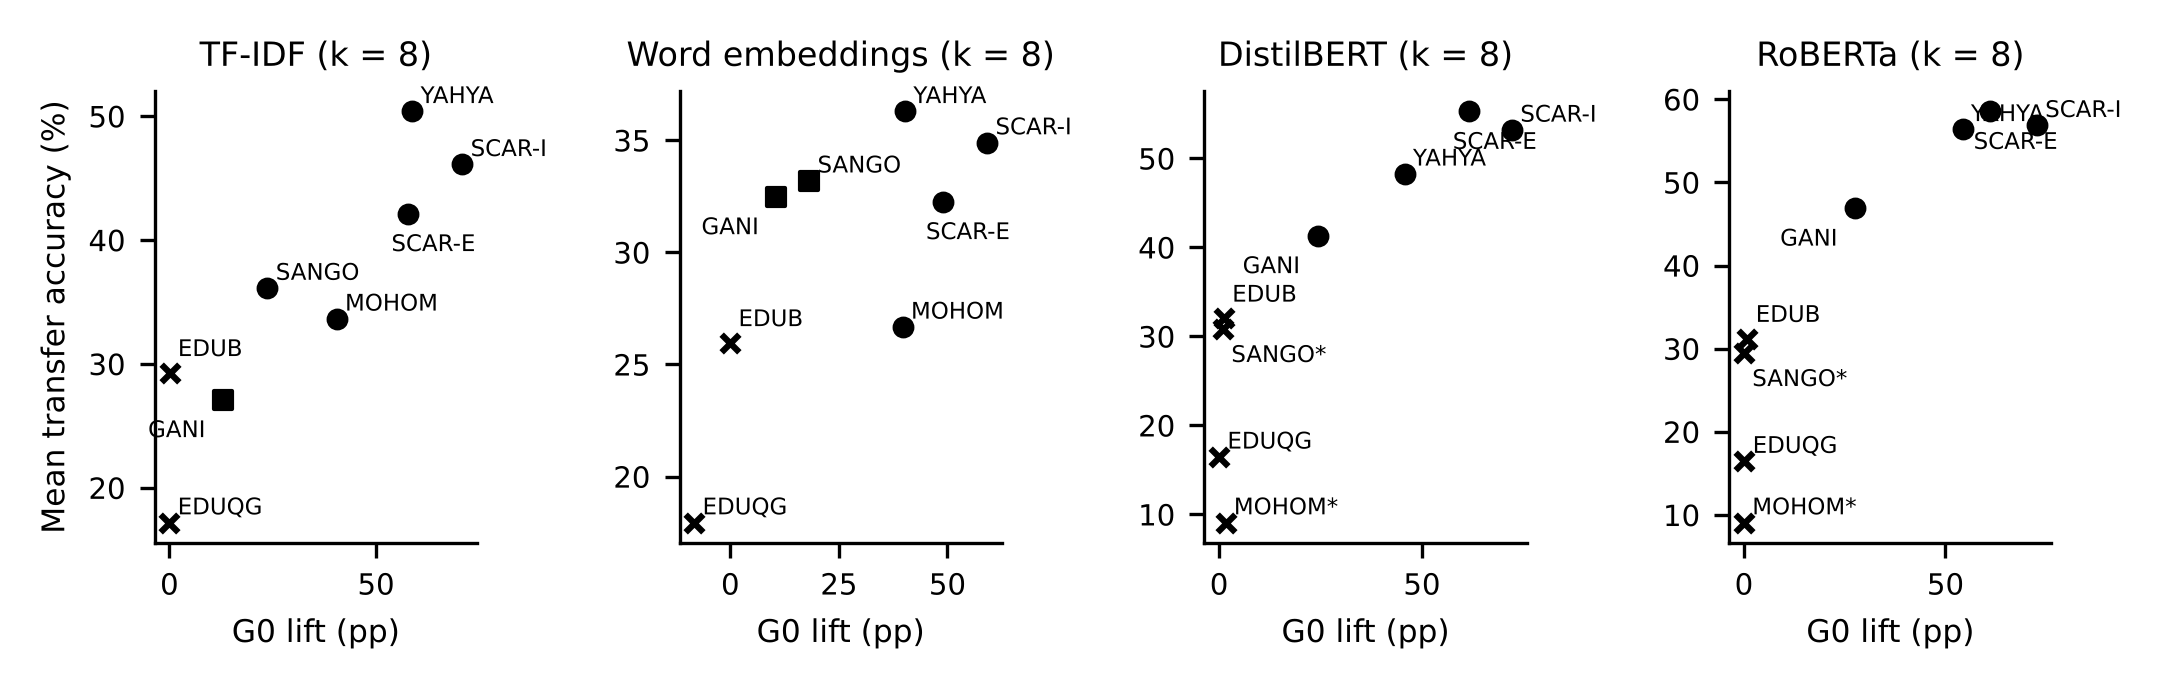 TF-IDF (k = 8)
Mean transfer accuracy (%)
50
40
30
20
YAHYA
SCAR-I
SCAR-E
SANGO
MOHOM
EDUB
GANI
EDUQG
0
50
G0 lift (pp)
Word embeddings (k = 8)
35
30
25
20
YAHYA
SCAR-I
SANGO
GANI
SCAR-E
EDUB
MOHOM
EDUQG
0
25
50
G0 lift (pp)
DistilBERT (k = 8)
50
40
30
20
10
SCAR-I
SCAR-E
YAHYA
GANI
EDUB
SANGO*
EDUQG
MOHOM*
0
50
G0 lift (pp)
RoBERTa (k = 8)
60
50
40
30
20
10
YAHYA
SCAR-I
SCAR-E
GANI
EDUB
SANGO*
EDUQG
MOHOM*
0
50
G0 lift (pp)